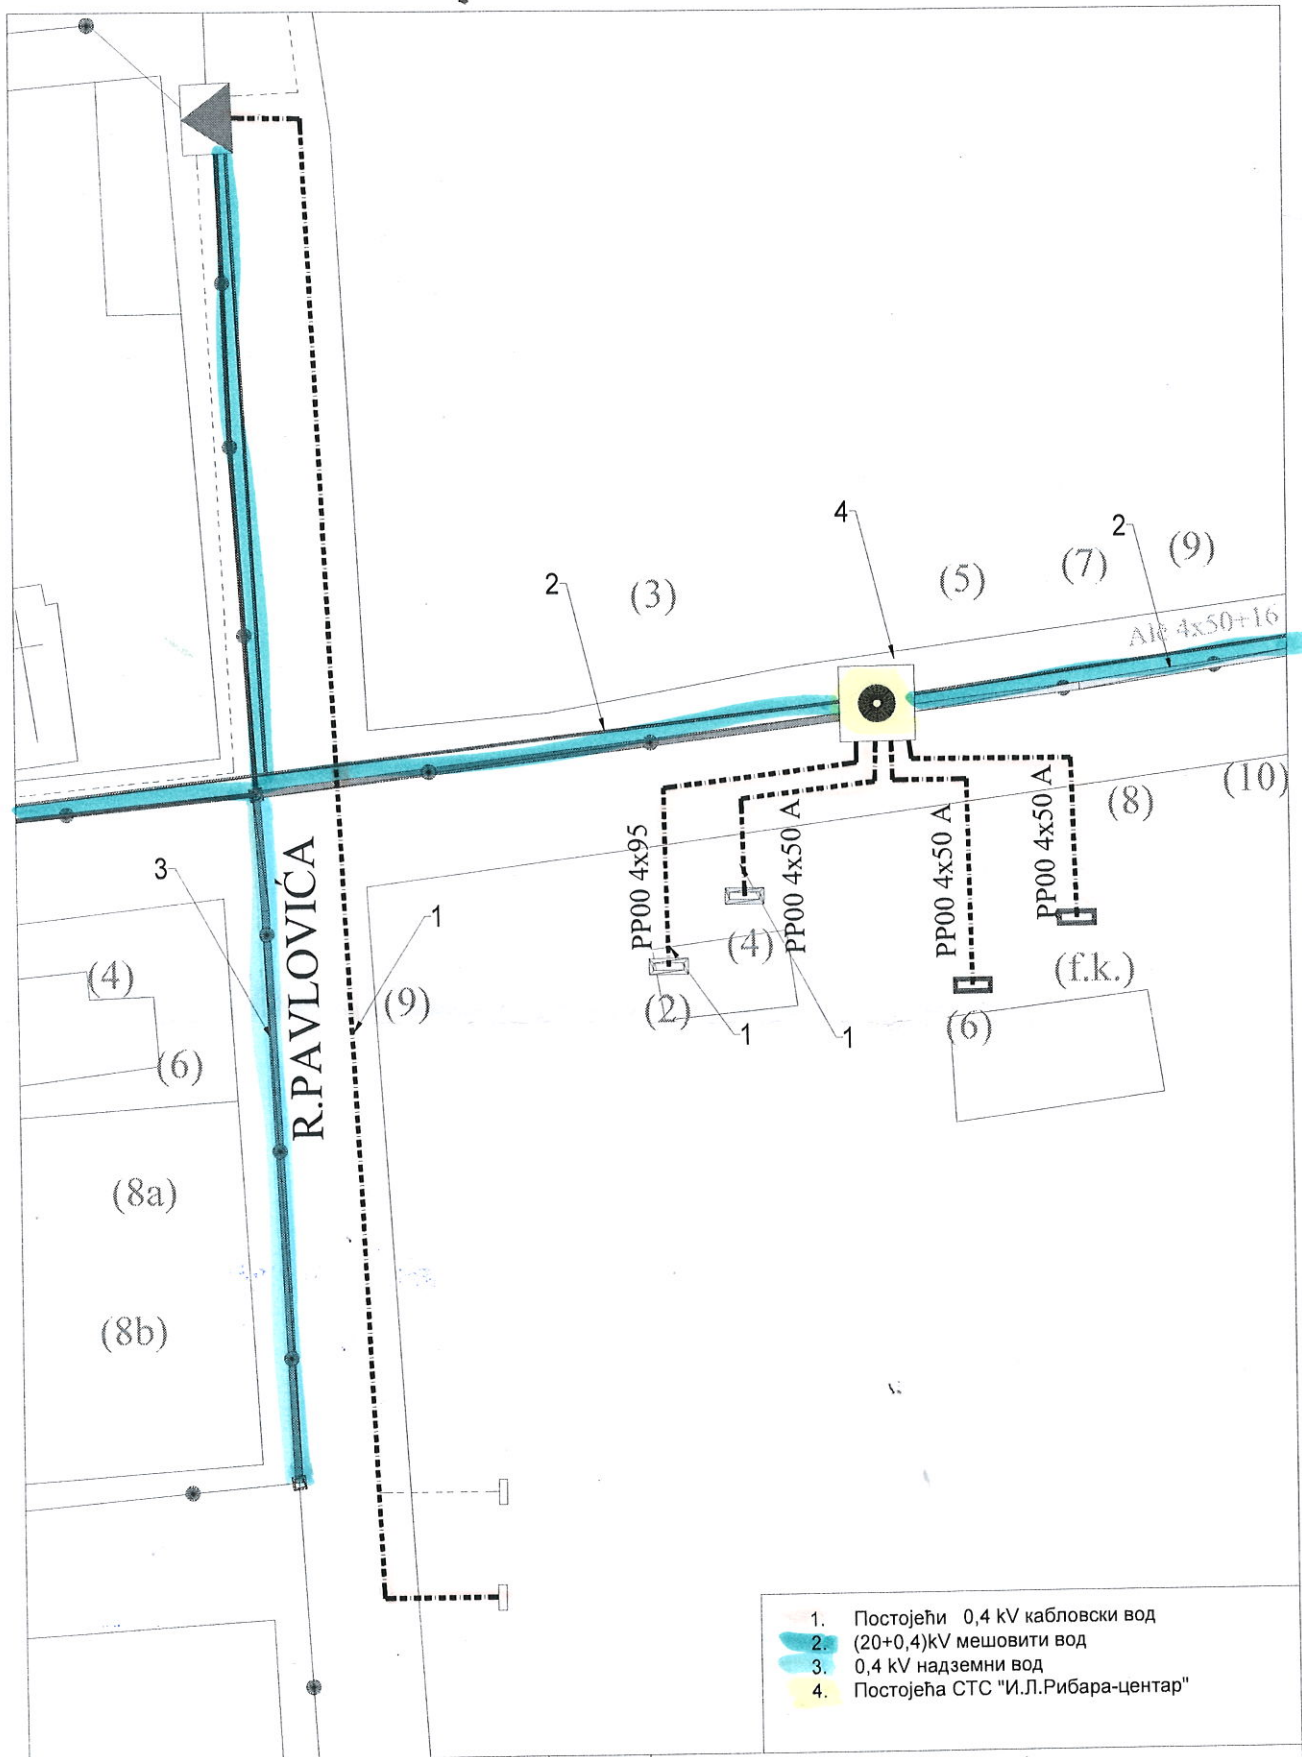 4
2
(3)
(5)
(7)
2
(9)
Alč 4x50+16
3
R.PAVLOVIĆA
1
(9)
(4)
(6)
(8a)
(8b)
PP00 4x95
PP00 4x50 A
PP00 4x50 A
PP00 4x50 A
(8)
(10)
(2)
(4)
1
1
(6)
(f.k.)
1. Постојећи 0,4 kV кабловски вод
2. (20+0,4)kV мешовити вод
3. 0,4 kV надземни вод
4. Постојећа СТС "И.Л.Рибара-центар"